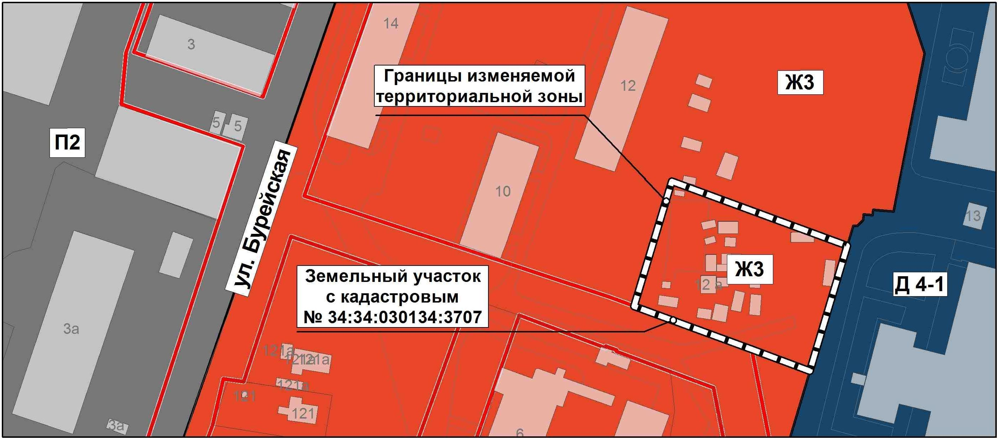 14
3
Границы изменяемой
территориальной зоны
12
Ж3
5
5
П2
ул. Бурейская
10
13
Ж3
12 а
Д 4-1
Земельный участок
с кадастровым
№ 34:34:030134:3707
3а
121а
121а
121а
121а
121
121
3а
6